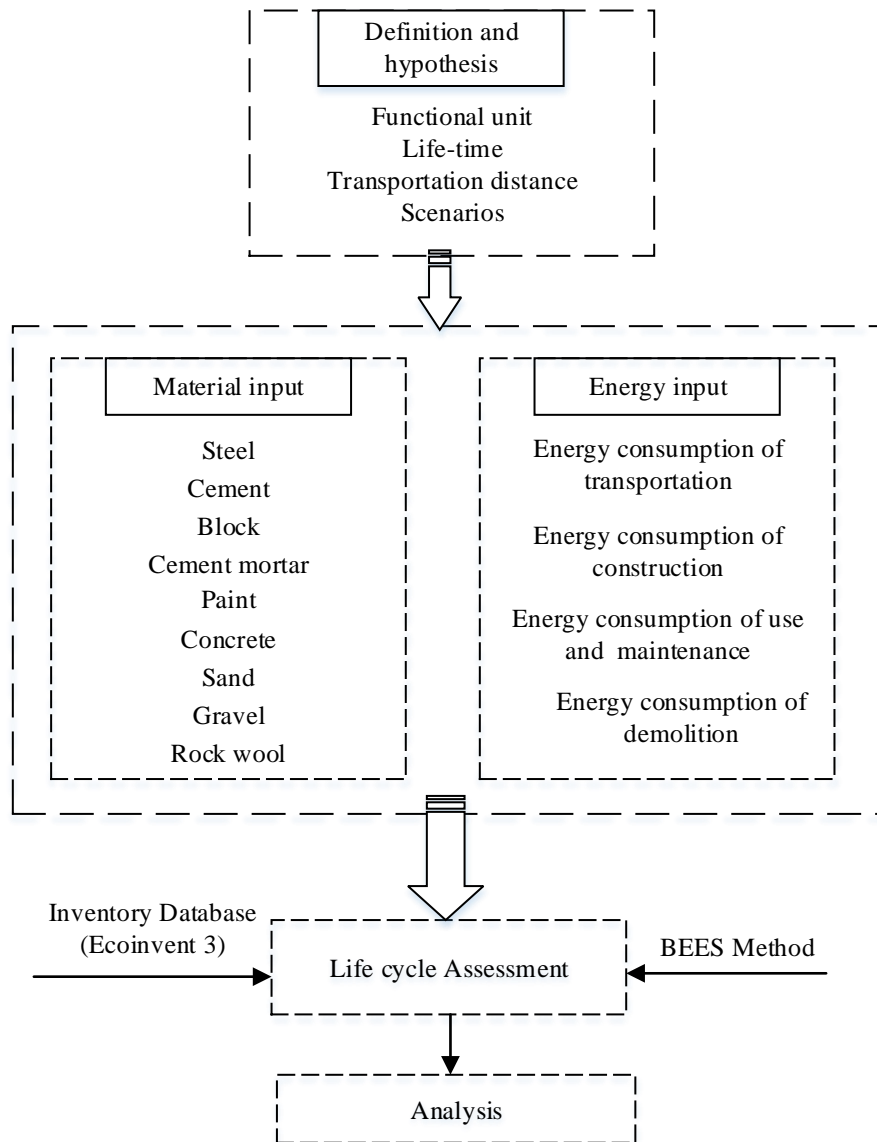 Definition and
hypothesis
Functional unit
Life-time
Transportation distance
Scenarios
Material input
Steel
Cement
Block
Cement mortar
Paint
Concrete
Sand
Gravel
Rock wool
Energy input
Energy consumption of
transportation
Energy consumption of
construction
Energy consumption of use
and maintenance
Energy consumption of
demolition
Inventory Database
(Ecoinvent 3)
Life cycle Assessment
BEES Method
Analysis